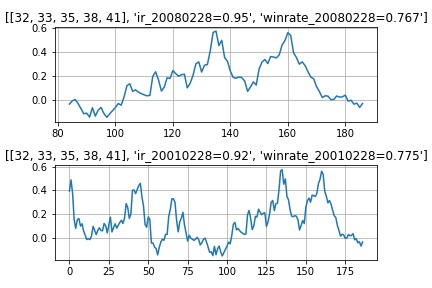 [[32, 33, 35, 38, 41], 'ir_20080228=0.95', 'winrate_20080228=0.767']
0.6
0.4
0.2
0.0
80 100 120 140 160 180
[[32, 33, 35, 38, 41], 'ir_20010228=0.92', 'winrate_20010228=0.775']
0.6
0.4
0.2
0.0
0 25 50 75 100 125 150 175